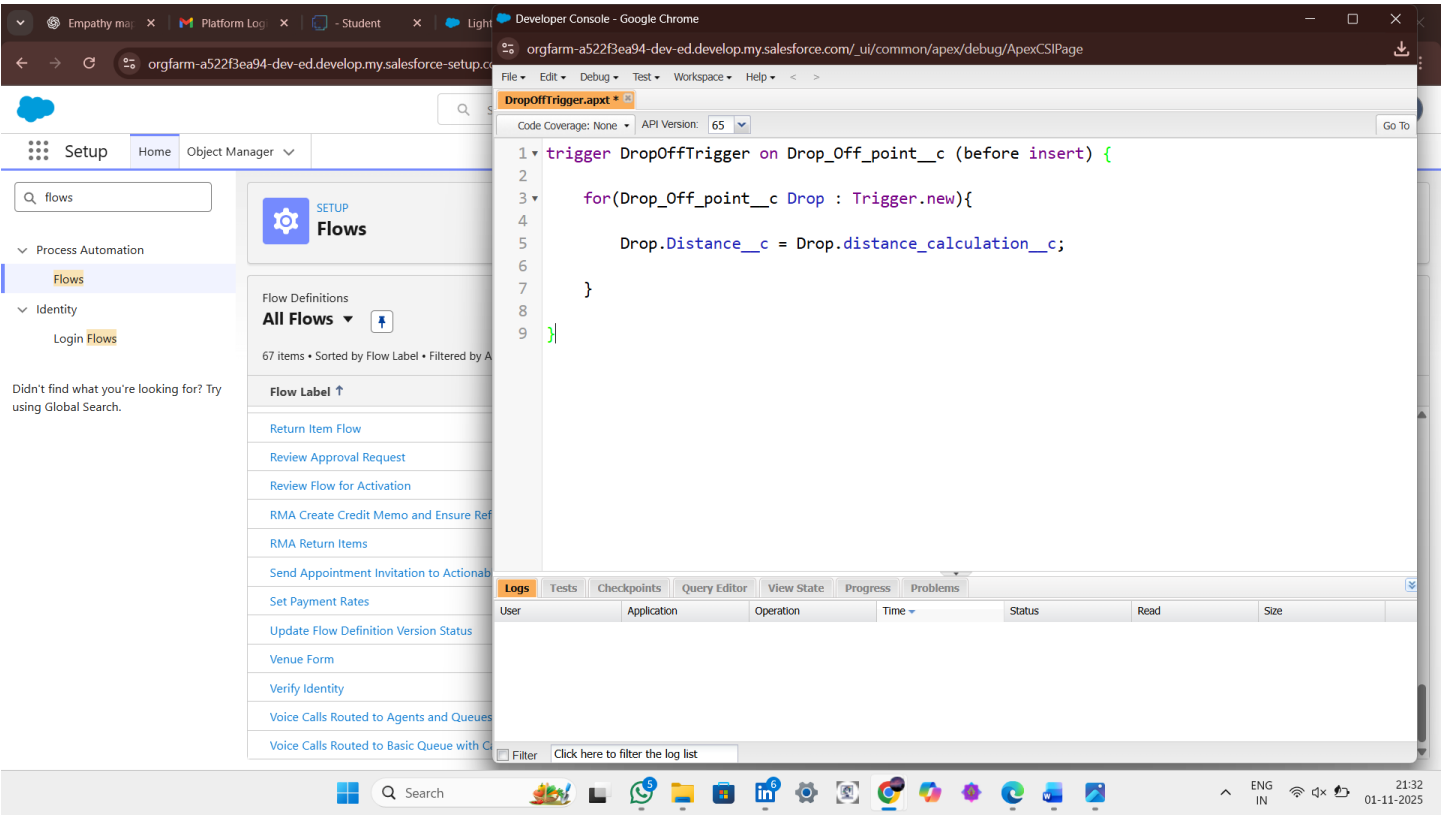 Empathy map
Platform Log
- Student
Light
Developer Console - Google Chrome
orgfarm-a522f3ea94-dev-ed.develop.my.salesforce-setup.co
orgfarm-a522f3ea94-dev-ed.develop.my.salesforce.com/_ui/common/apex/debug/ApexCSIPage
File Edit Debug Test Workspace Help < >
DropOffTrigger.apxt *
Code Coverage: None API Version: 65 Go To
Setup Home Object Manager
flows
Process Automation
Flows
Identity
Login Flows
Didn't find what you're looking for? Try
using Global Search.
SETUP
Flows
Flow Definitions
All Flows
67 items • Sorted by Flow Label • Filtered by A
Flow Label ↑
Return Item Flow
Review Approval Request
Review Flow for Activation
RMA Create Credit Memo and Ensure Ref
RMA Return Items
Send Appointment Invitation to Actionab
Set Payment Rates
Update Flow Definition Version Status
Venue Form
Verify Identity
Voice Calls Routed to Agents and Queues
Voice Calls Routed to Basic Queue with Ca
1 trigger DropOffTrigger on Drop_Off_point__c (before insert) {
2
3 for(Drop_Off_point__c Drop : Trigger.new){
4
5 Drop.Distance__c = Drop.distance_calculation__c;
6
7 }
8
9 }
Logs Tests Checkpoints Query Editor View State Progress Problems
User Application Operation Time Status Read Size
Filter Click here to filter the log list
Search
5
6
ENG
IN
21:32
01-11-2025